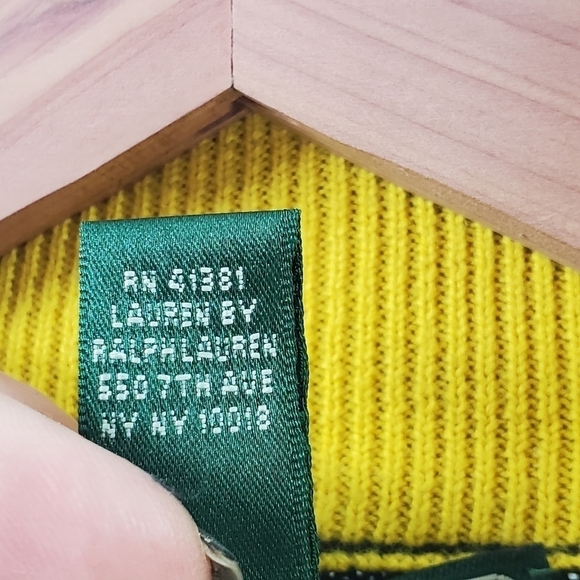 RN 41381
LAUREN BY
RALPH LAUREN
550 7TH AVE
NY NY 10018